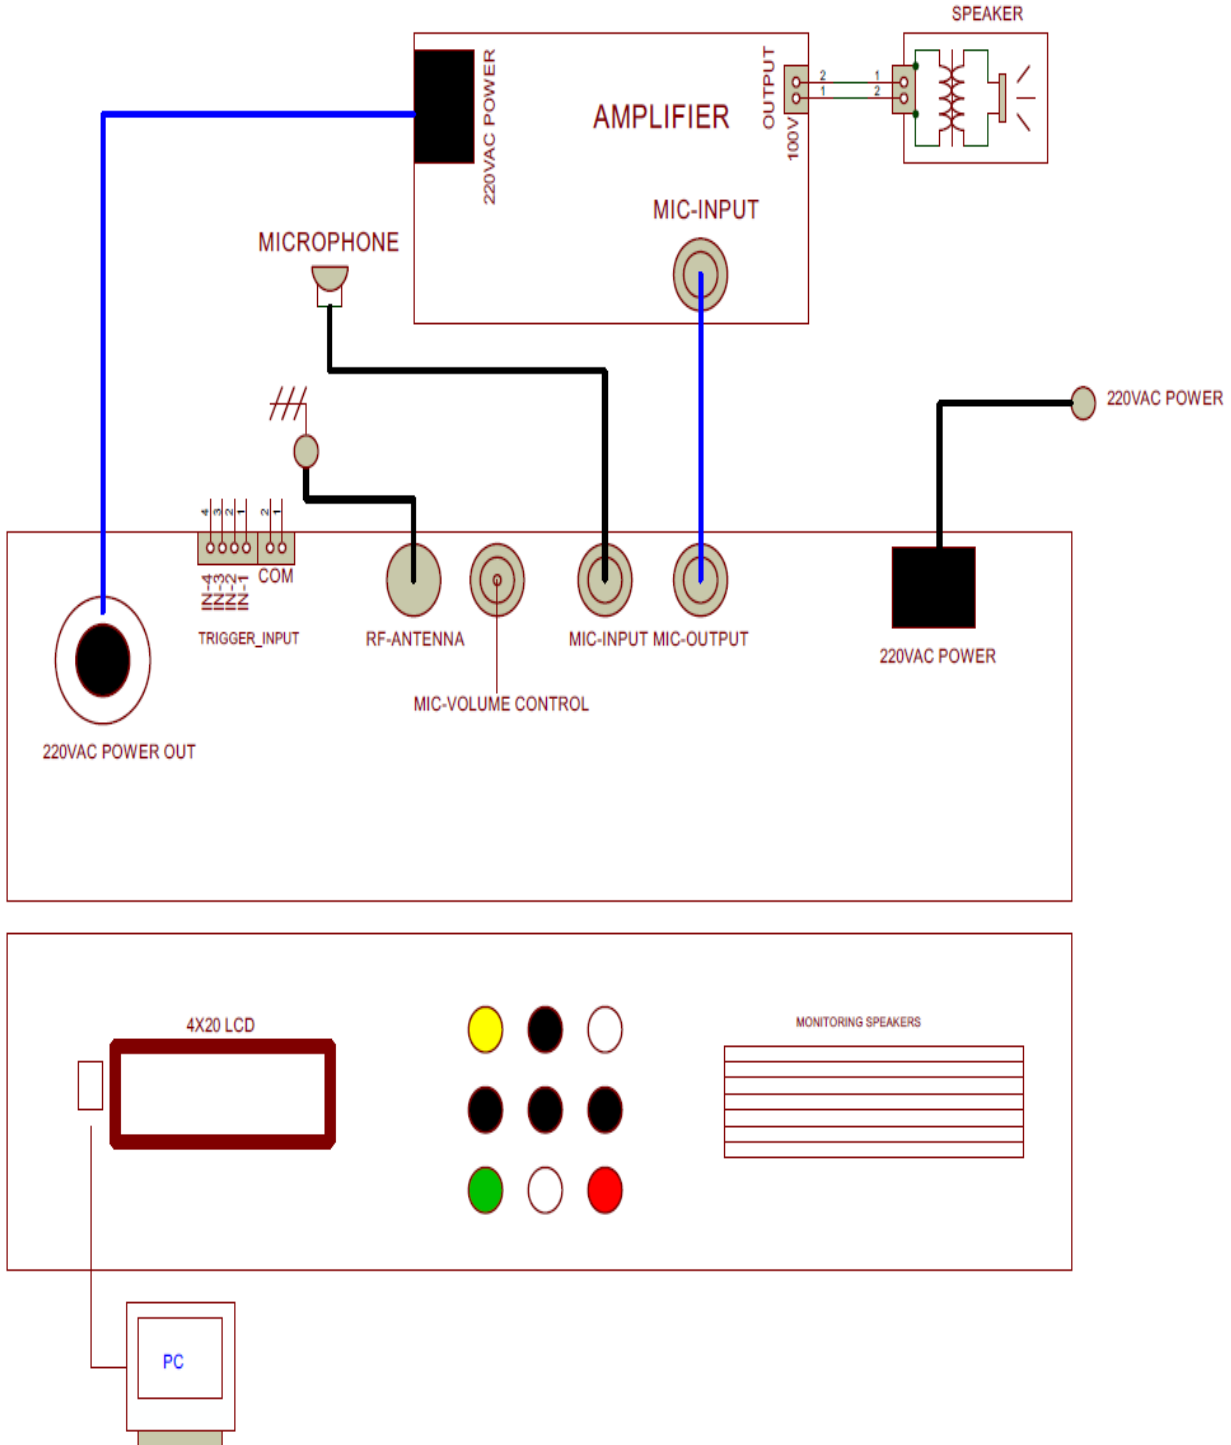 SPEAKER
220VAC POWER
AMPLIFIER
OUTPUT
100V
2
1
1
2
MIC-INPUT
MICROPHONE
220VAC POWER
4
3
2
1
2
1
IN-4
IN-3
IN-2
IN-1
COM
TRIGGER_INPUT
RF-ANTENNA
MIC-INPUT
MIC-OUTPUT
220VAC POWER
MIC-VOLUME CONTROL
220VAC POWER OUT
4X20 LCD
MONITORING SPEAKERS
PC